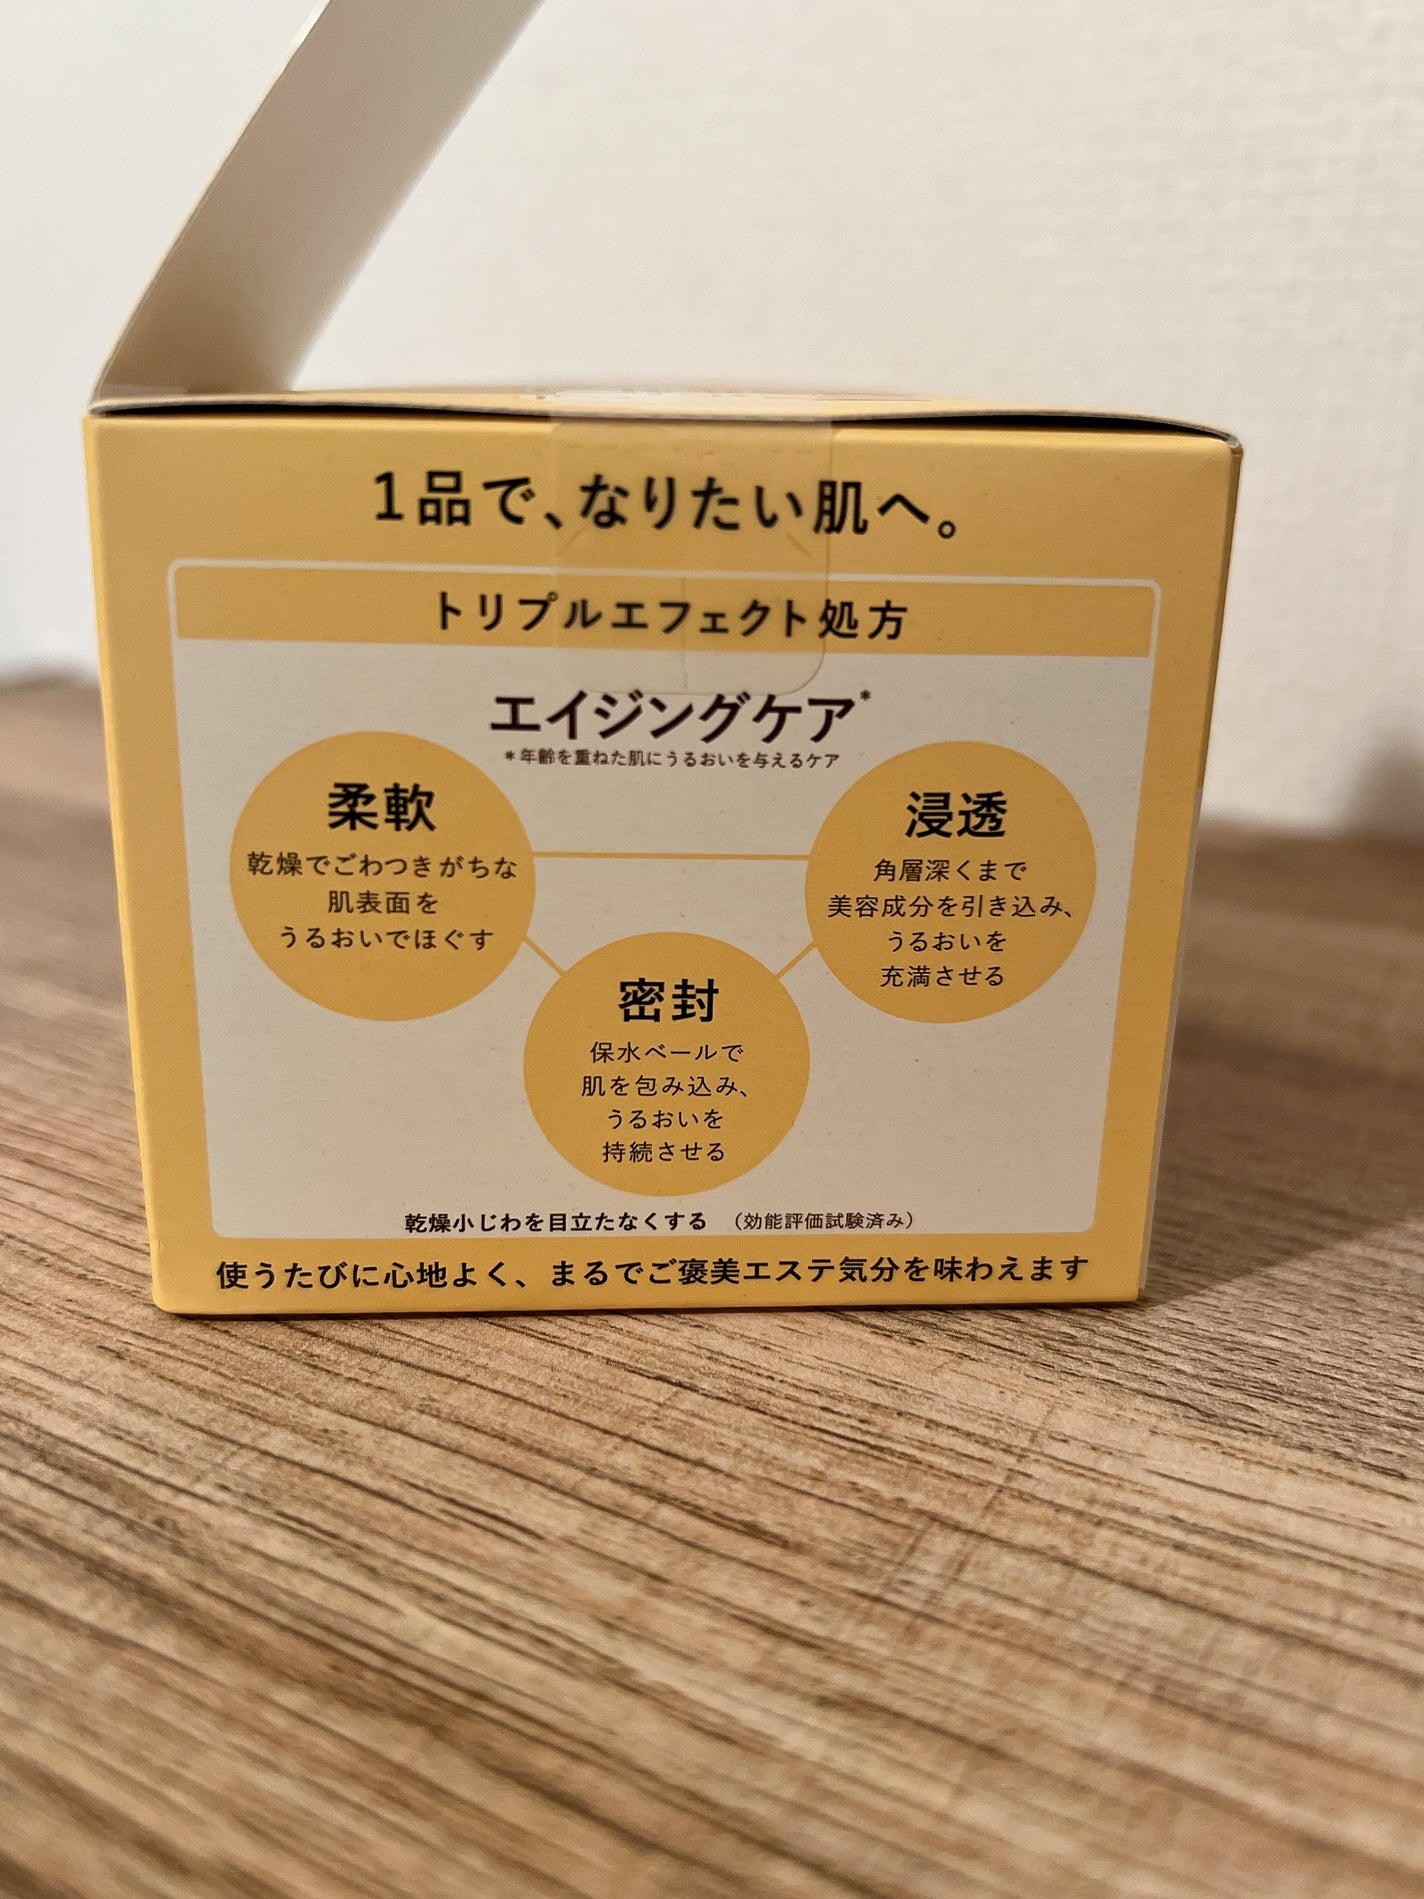 1品で、なりたい肌へ。
トリプルエフェクト処方
エイジングケア*
*年齢を重ねた肌にうるおいを与えるケア
柔軟
乾燥でごわつきがちな
肌表面を
うるおいでほぐす
浸透
角層深くまで
美容成分を引き込み、
うるおいを
充満させる
密封
保水ベールで
肌を包み込み、
うるおいを
持続させる
乾燥小じわを目立たなくする （効能評価試験済み）
使うたびに心地よく、まるでご褒美エステ気分を味わえます